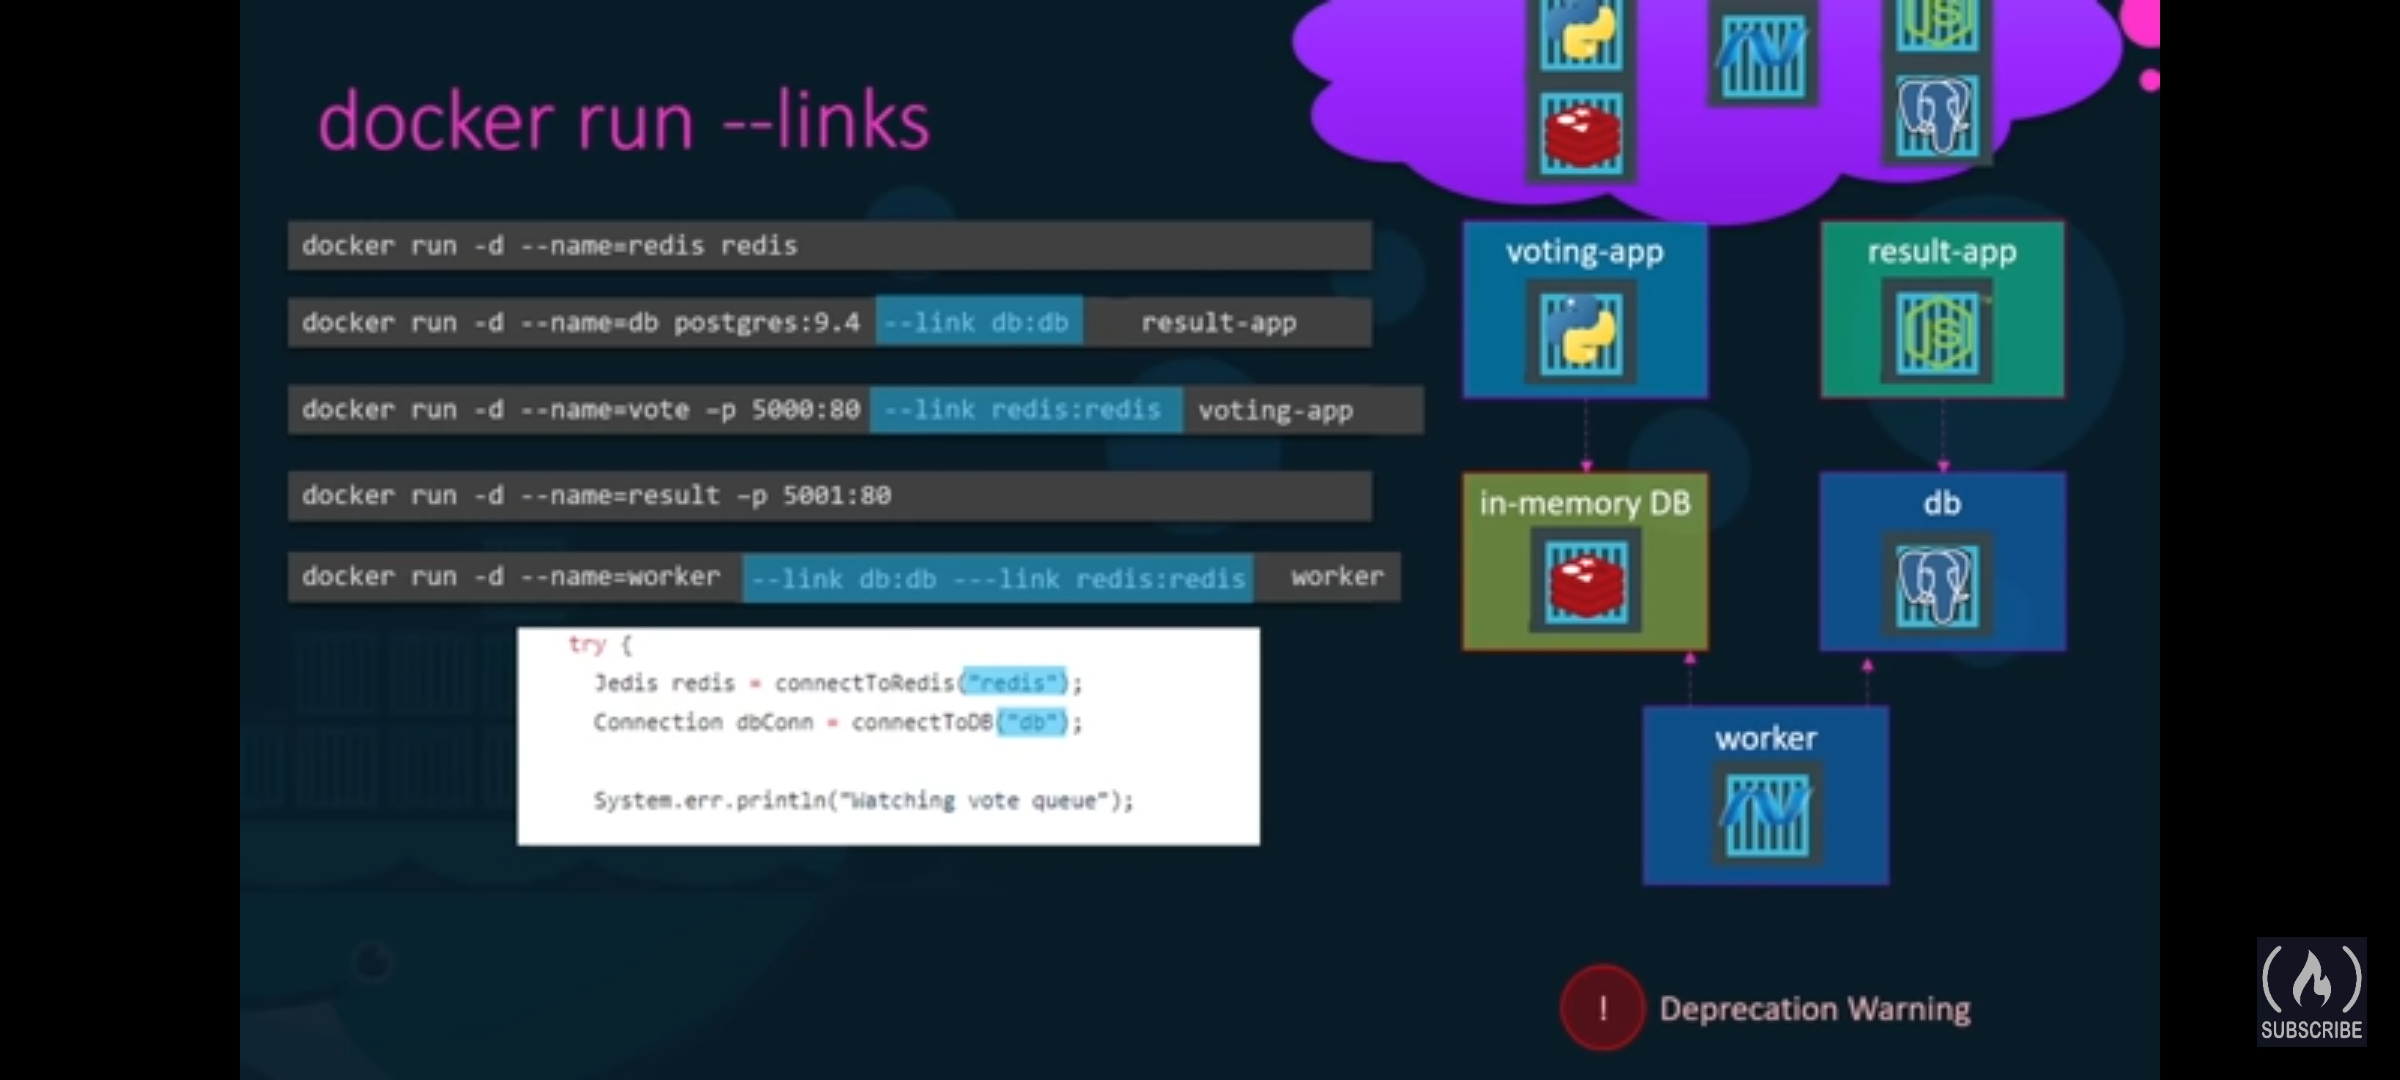 docker run --links
docker run -d --name=redis redis
docker run -d --name=db postgres:9.4 --link db:db result-app
docker run -d --name=vote -p 5000:80 --link redis:redis voting-app
docker run -d --name=result -p 5001:80
docker run -d --name=worker --link db:db ---link redis:redis worker
try {
Jedis redis = connectToRedis("redis");
Connection dbConn = connectToDB("db");
System.err.println("Watching vote queue");
JS
voting-app
result-app
JS
in-memory DB
db
worker
! Deprecation Warning
SUBSCRIBE